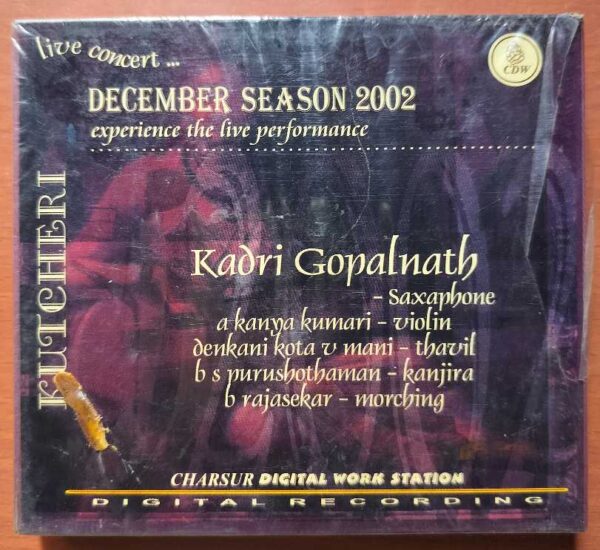 live concert ...
CDW
DECEMBER SEASON 2002
experience the live performance
KUTCHERI
Kadri Gopalnath
- Saxaphone
a kanya kumari - violin
denkani kota v mani - thavil
b s purushothaman - kanjira
b rajasekar - morching
CHARSUR DIGITAL WORK STATION
DIGITAL RECORDING